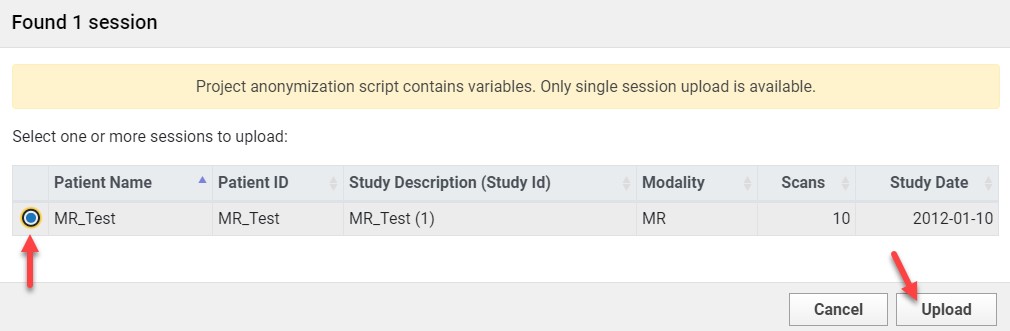 Found 1 session
Project anonymization script contains variables. Only single session upload is available.
Select one or more sessions to upload:
Patient Name Patient ID Study Description (Study Id) Modality Scans Study Date
MR_Test MR_Test MR_Test (1) MR 10 2012-01-10
Cancel Upload